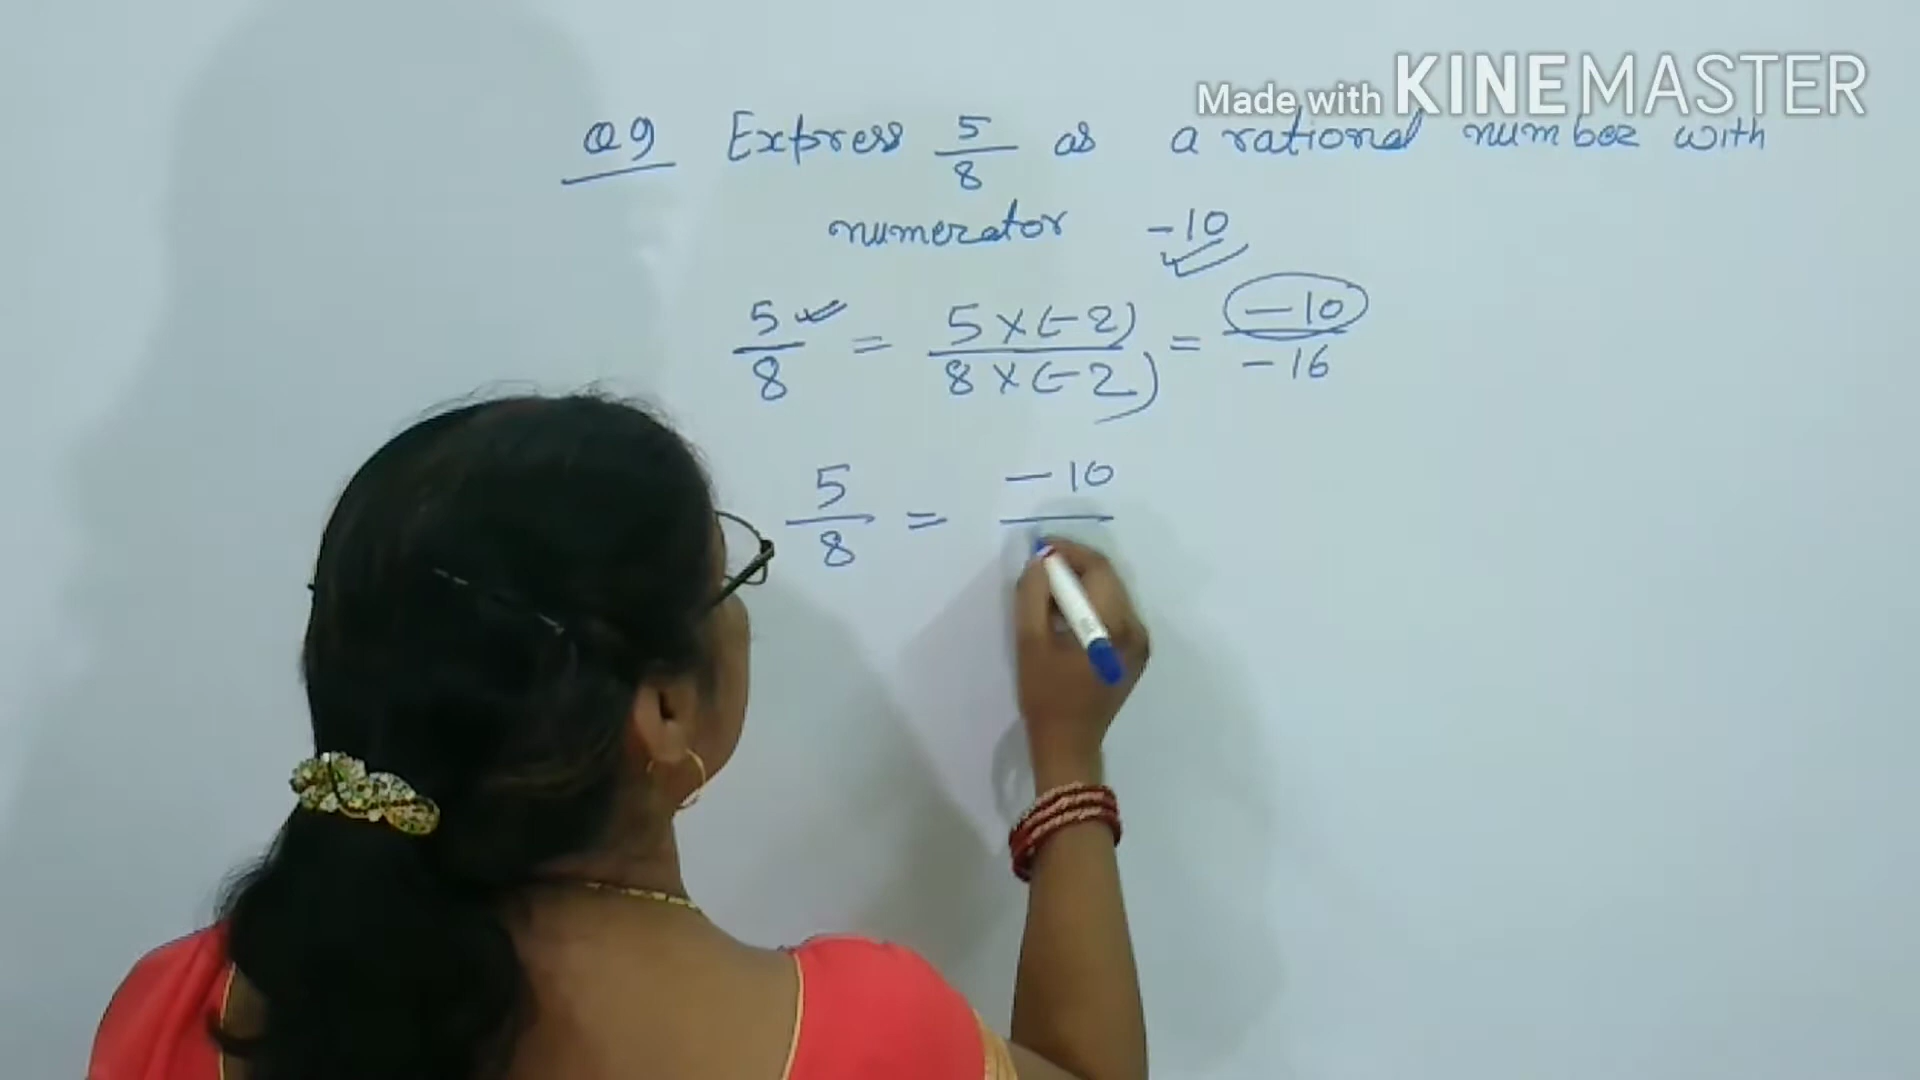 Made with KINEMASTER
Q9 Express 5/8 as a rational number with
numerator -10
5/8 = 5×(-2)/8×(-2) = -10/-16
5/8 = -10/